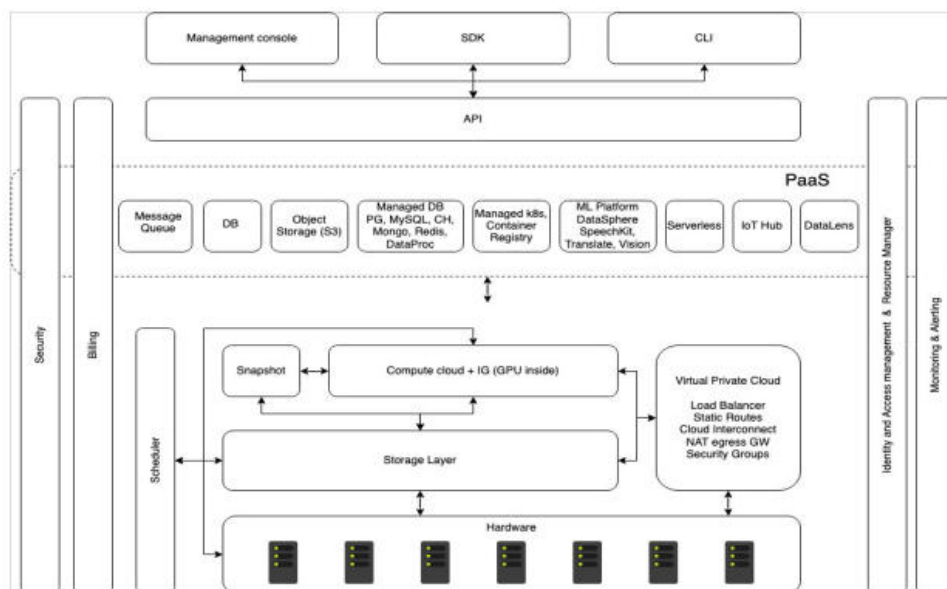 Management console
SDK
CLI
API
PaaS
Message
Queue
DB
Object
Storage (S3)
Managed DB
PG, MySQL, CH,
Mongo, Redis,
DataProc
Managed k8s,
Container
Registry
ML Platform
DataSphere
SpeechKit,
Translate, Vision
Serverless
IoT Hub
DataLens
Security
Billing
Scheduler
Snapshot
Compute cloud + IG (GPU inside)
Storage Layer
Virtual Private Cloud
Load Balancer
Static Routes
Cloud Interconnect
NAT egress GW
Security Groups
Hardware
Identity and Access management & Resource Manager
Monitoring & Alerting